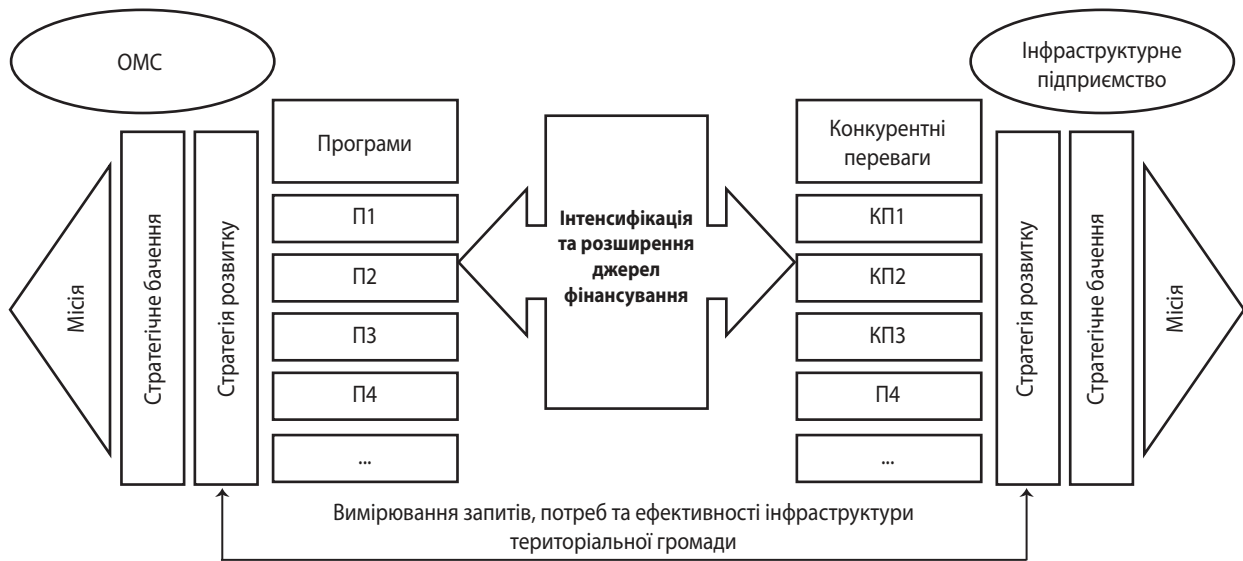 ОМС
Інфраструктурне
підприємство
Місія
Стратегічне бачення
Стратегія розвитку
Програми
П1
П2
П3
П4
...
Інтенсифікація
та розширення
джерел
фінансування
Конкурентні
переваги
КП1
КП2
КП3
П4
...
Стратегія розвитку
Стратегічне бачення
Місія
Вимірювання запитів, потреб та ефективності інфраструктури
територіальної громади